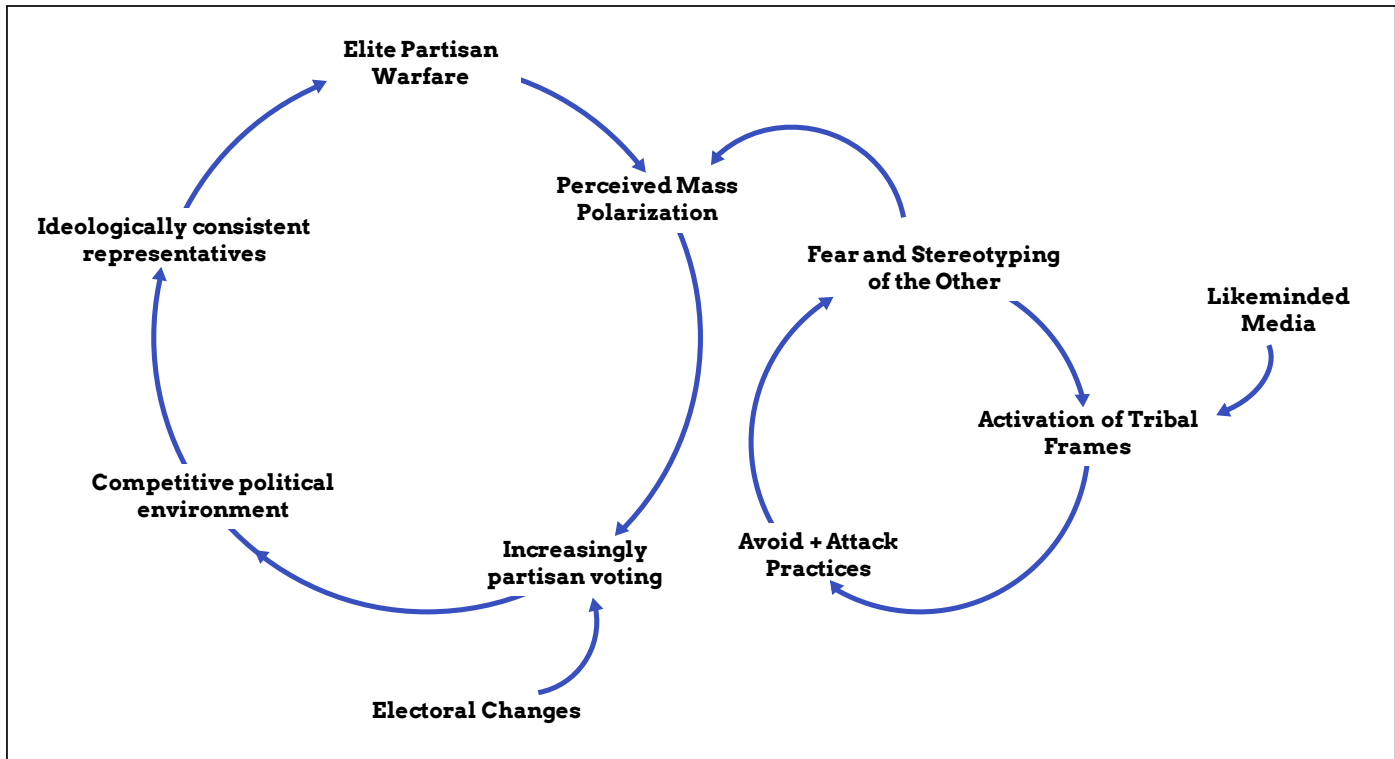 Elite Partisan
Warfare
Perceived Mass
Polarization
Ideologically consistent
representatives
Fear and Stereotyping
of the Other
Likeminded
Media
Activation of Tribal
Frames
Competitive political
environment
Increasingly
partisan voting
Avoid + Attack
Practices
Electoral Changes